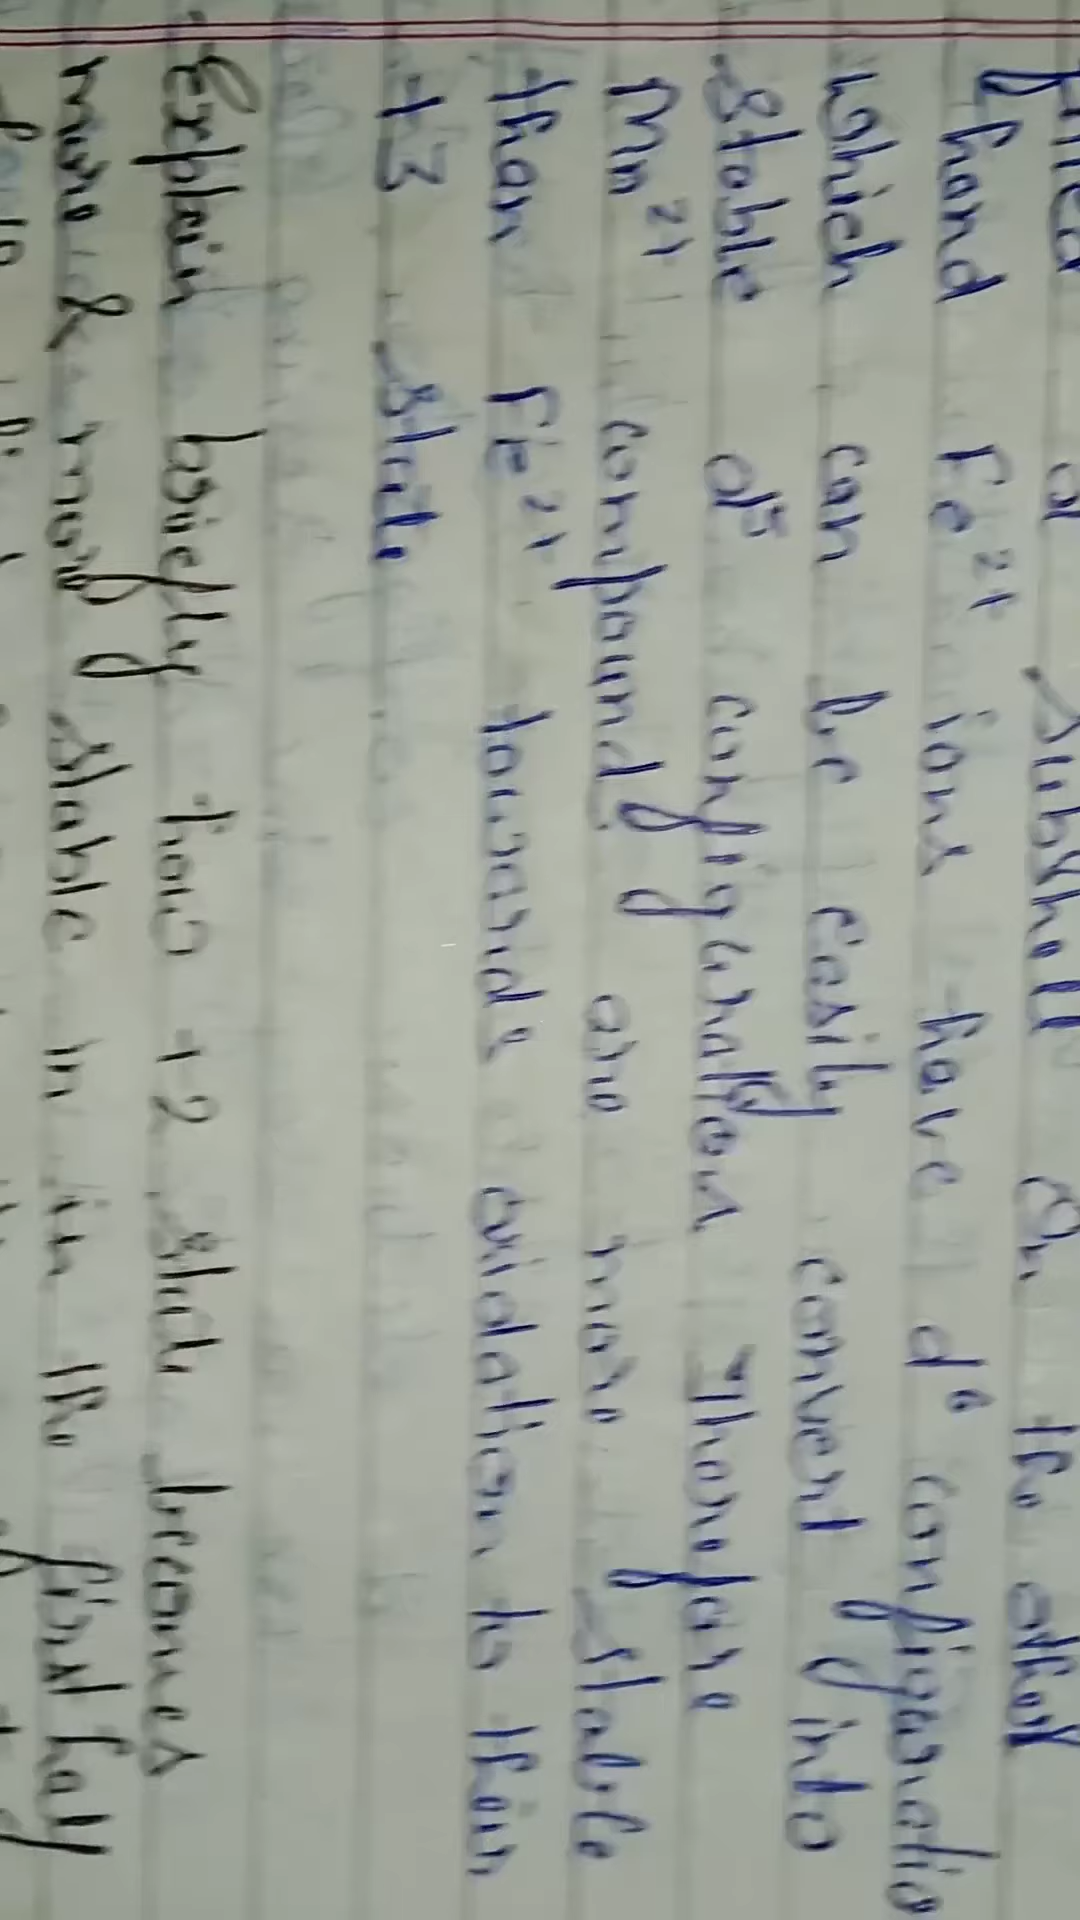 filled d subshell On the other
hand Fe2+ ions have d6 configuratio
which can be easily convert into
stable d5 configuration Therefore
Mn2+ compounds are more stable
than Fe2+ towards oxidation to their
+3 state
Explain briefly how +2 state becomes
more & more stable in the first half